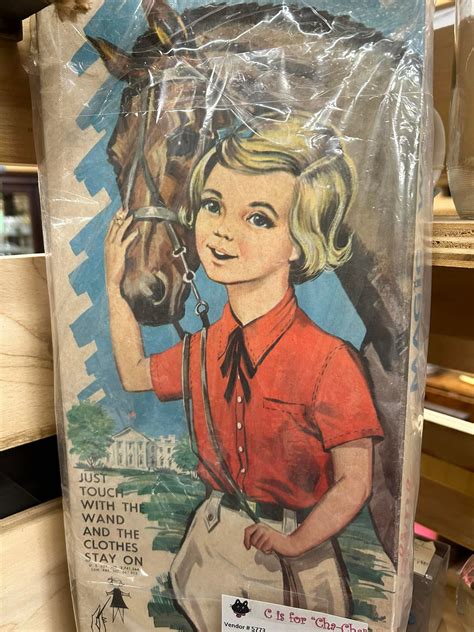 JUST
TOUCH
WITH THE
WAND
AND THE
CLOTHES
STAY ON
C is for "Cha-Cha"
Vendor # 5773